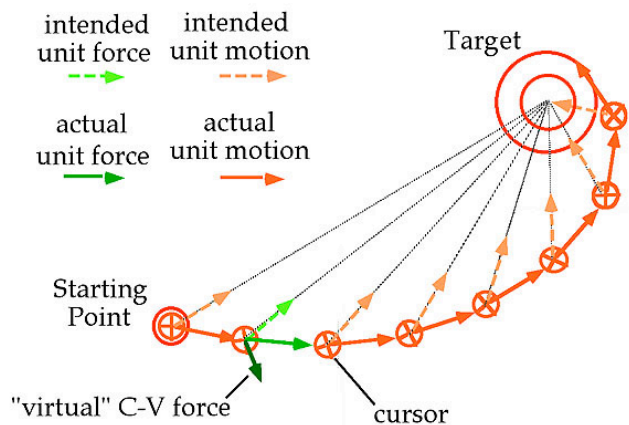 intended
unit force
intended
unit motion
Target
actual
unit force
actual
unit motion
Starting
Point
"virtual" C-V force
cursor